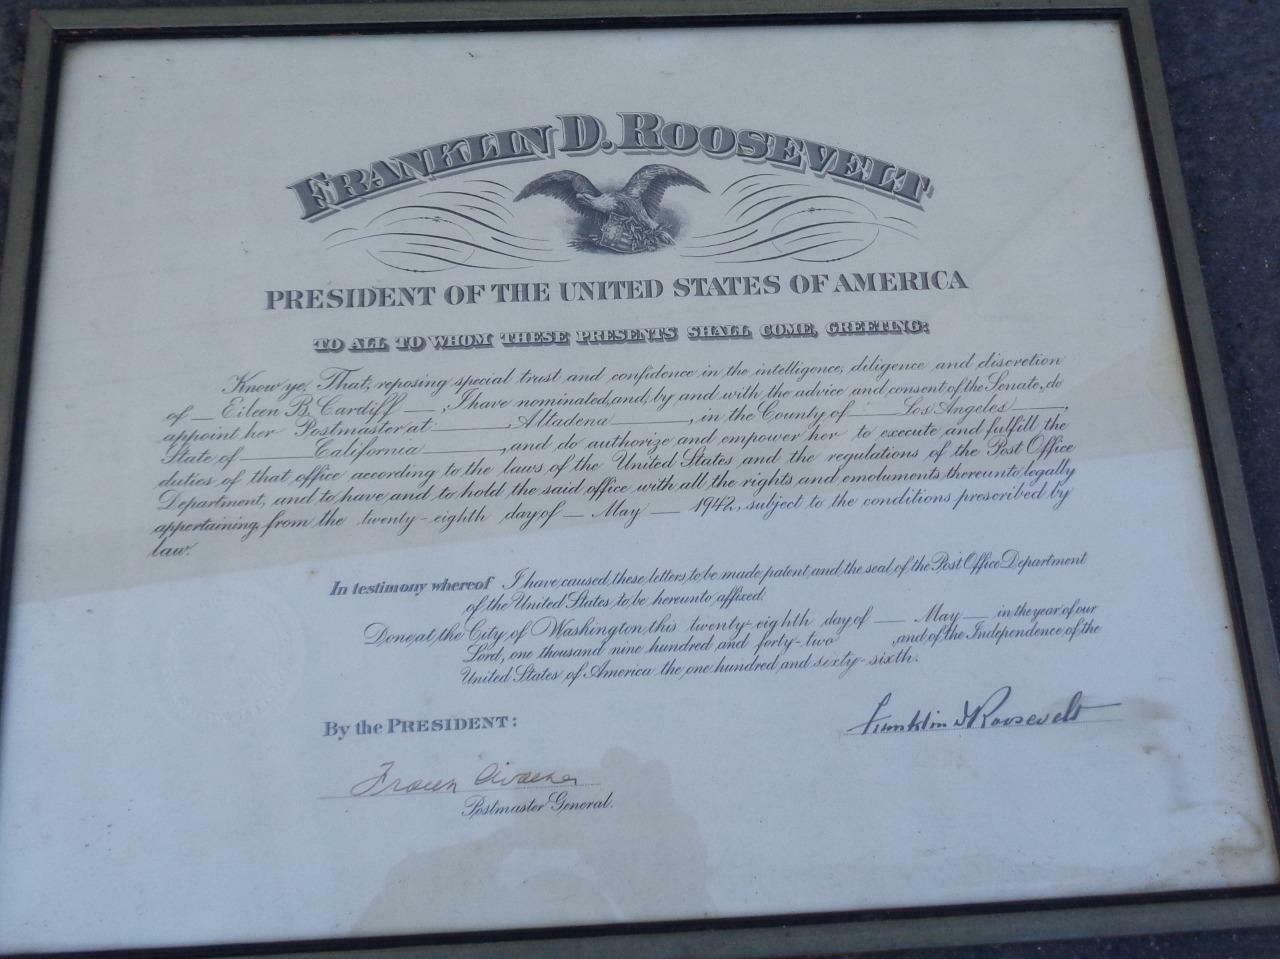 FRANKLIN D. ROOSEVELT
PRESIDENT OF THE UNITED STATES OF AMERICA
TO ALL TO WHOM THESE PRESENTS SHALL COME, GREETING:
Know ye, That, reposing special trust and confidence in the intelligence, diligence and discretion
of Eileen B. Cardiff, I have nominated, and, by and with the advice and consent of the Senate, do
appoint her Postmaster at Altadena, in the County of Los Angeles,
State of California, and do authorize and empower her to execute and fulfill the
duties of that office according to the laws of the United States and the regulations of the Post Office
Department, and to have and to hold the said office with all the rights and emoluments thereunto legally
appertaining, from the twenty-eighth day of May 1942, subject to the conditions prescribed by
law.
In testimony whereof I have caused these letters to be made patent and the seal of the Post Office Department
of the United States to be hereunto affixed.
Done at the City of Washington this twenty-eighth day of May in the year of our
Lord, one thousand nine hundred and forty-two, and of the Independence of the
United States of America the one hundred and sixty-sixth.
By the PRESIDENT:
Franklin D Roosevelt
Frank C Walker
Postmaster General.